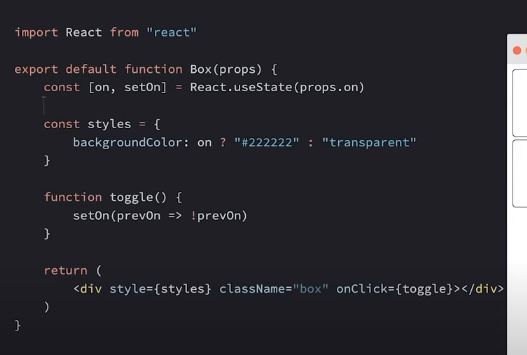 import React from "react"
export default function Box(props) {
const [on, setOn] = React.useState(props.on)
const styles = {
backgroundColor: on ? "#222222" : "transparent"
}
function toggle() {
setOn(prevOn => !prevOn)
}
return (
<div style={styles} className="box" onClick={toggle}></div>
)
}